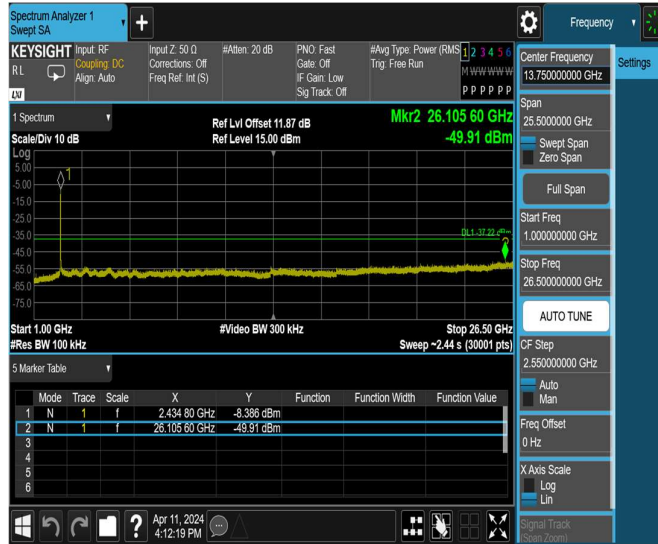 Spectrum Analyzer 1
Swept SA
+
Frequency
KEYSIGHT
RL
LXI
Input: RF
Coupling: DC
Align: Auto
Input Z: 50 Ω
Corrections: Off
Freq Ref: Int (S)
#Atten: 20 dB
PNO: Fast
Gate: Off
IF Gain: Low
Sig Track: Off
#Avg Type: Power (RMS
Trig: Free Run
1 2 3 4 5 6
M W W W W W
P P P P P P
1 Spectrum
Scale/Div 10 dB
Ref Lvl Offset 11.87 dB
Ref Level 15.00 dBm
Mkr2 26.105 60 GHz
-49.91 dBm
Log
5.00
-5.00
-15.0
-25.0
-35.0
-45.0
-55.0
-65.0
-75.0
1
DL1 -37.22 dBm
2
Start 1.00 GHz
#Video BW 300 kHz
Stop 26.50 GHz
#Res BW 100 kHz
Sweep ~2.44 s (30001 pts)
5 Marker Table
Mode Trace Scale X Y Function Function Width Function Value
1 N 1 f 2.434 80 GHz -8.386 dBm
2 N 1 f 26.105 60 GHz -49.91 dBm
3
4
5
6
?
Apr 11, 2024
4:12:19 PM
Center Frequency
13.750000000 GHz
Settings
Span
25.5000000 GHz
Swept Span
Zero Span
Full Span
Start Freq
1.000000000 GHz
Stop Freq
26.500000000 GHz
AUTO TUNE
CF Step
2.550000000 GHz
Auto
Man
Freq Offset
0 Hz
X Axis Scale
Log
Lin
Signal Track
(Span Zoom)